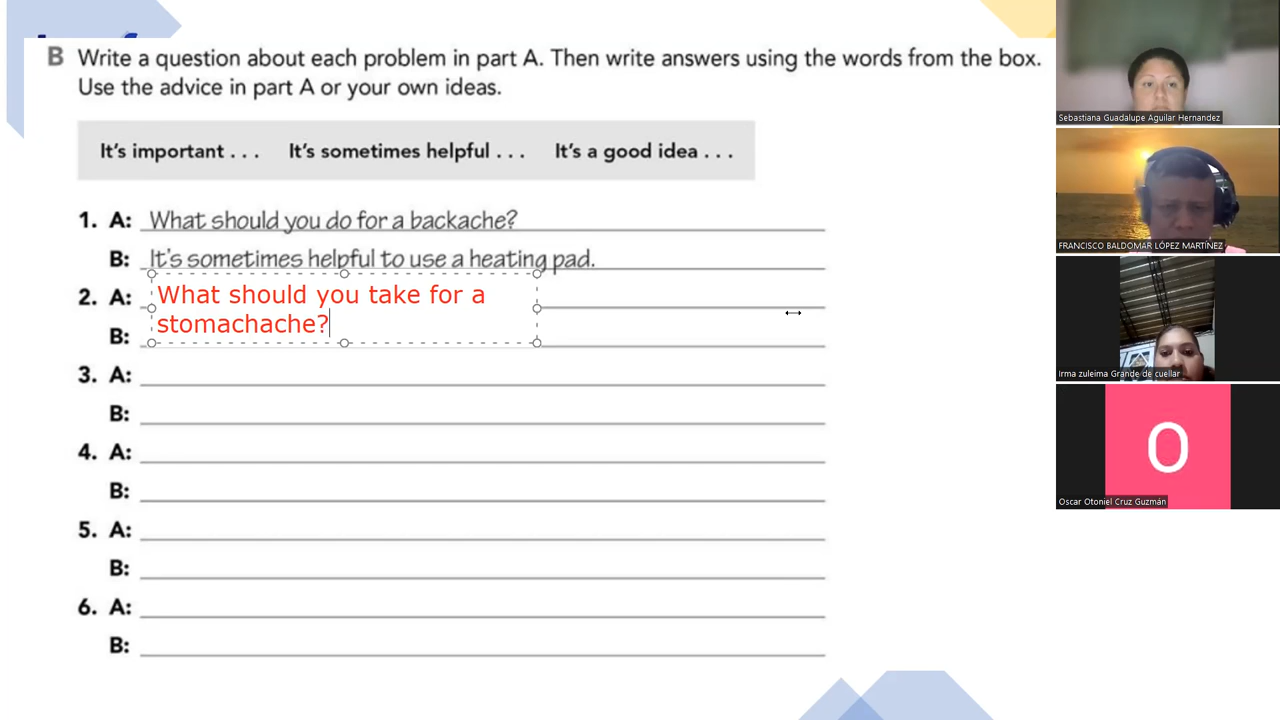 B Write a question about each problem in part A. Then write answers using the words from the box.
Use the advice in part A or your own ideas.
It's important . . . It's sometimes helpful . . . It's a good idea . . .
1. A: What should you do for a backache?
B: It's sometimes helpful to use a heating pad.
2. A: What should you take for a
stomachache?
B:
3. A:
B:
4. A:
B:
5. A:
B:
6. A:
B:
Sebastiana Guadalupe Aguilar Hernandez
FRANCISCO BALDOMAR LÓPEZ MARTÍNEZ
Irma zuleima Grande de cuellar
O
Oscar Otoniel Cruz Guzmán